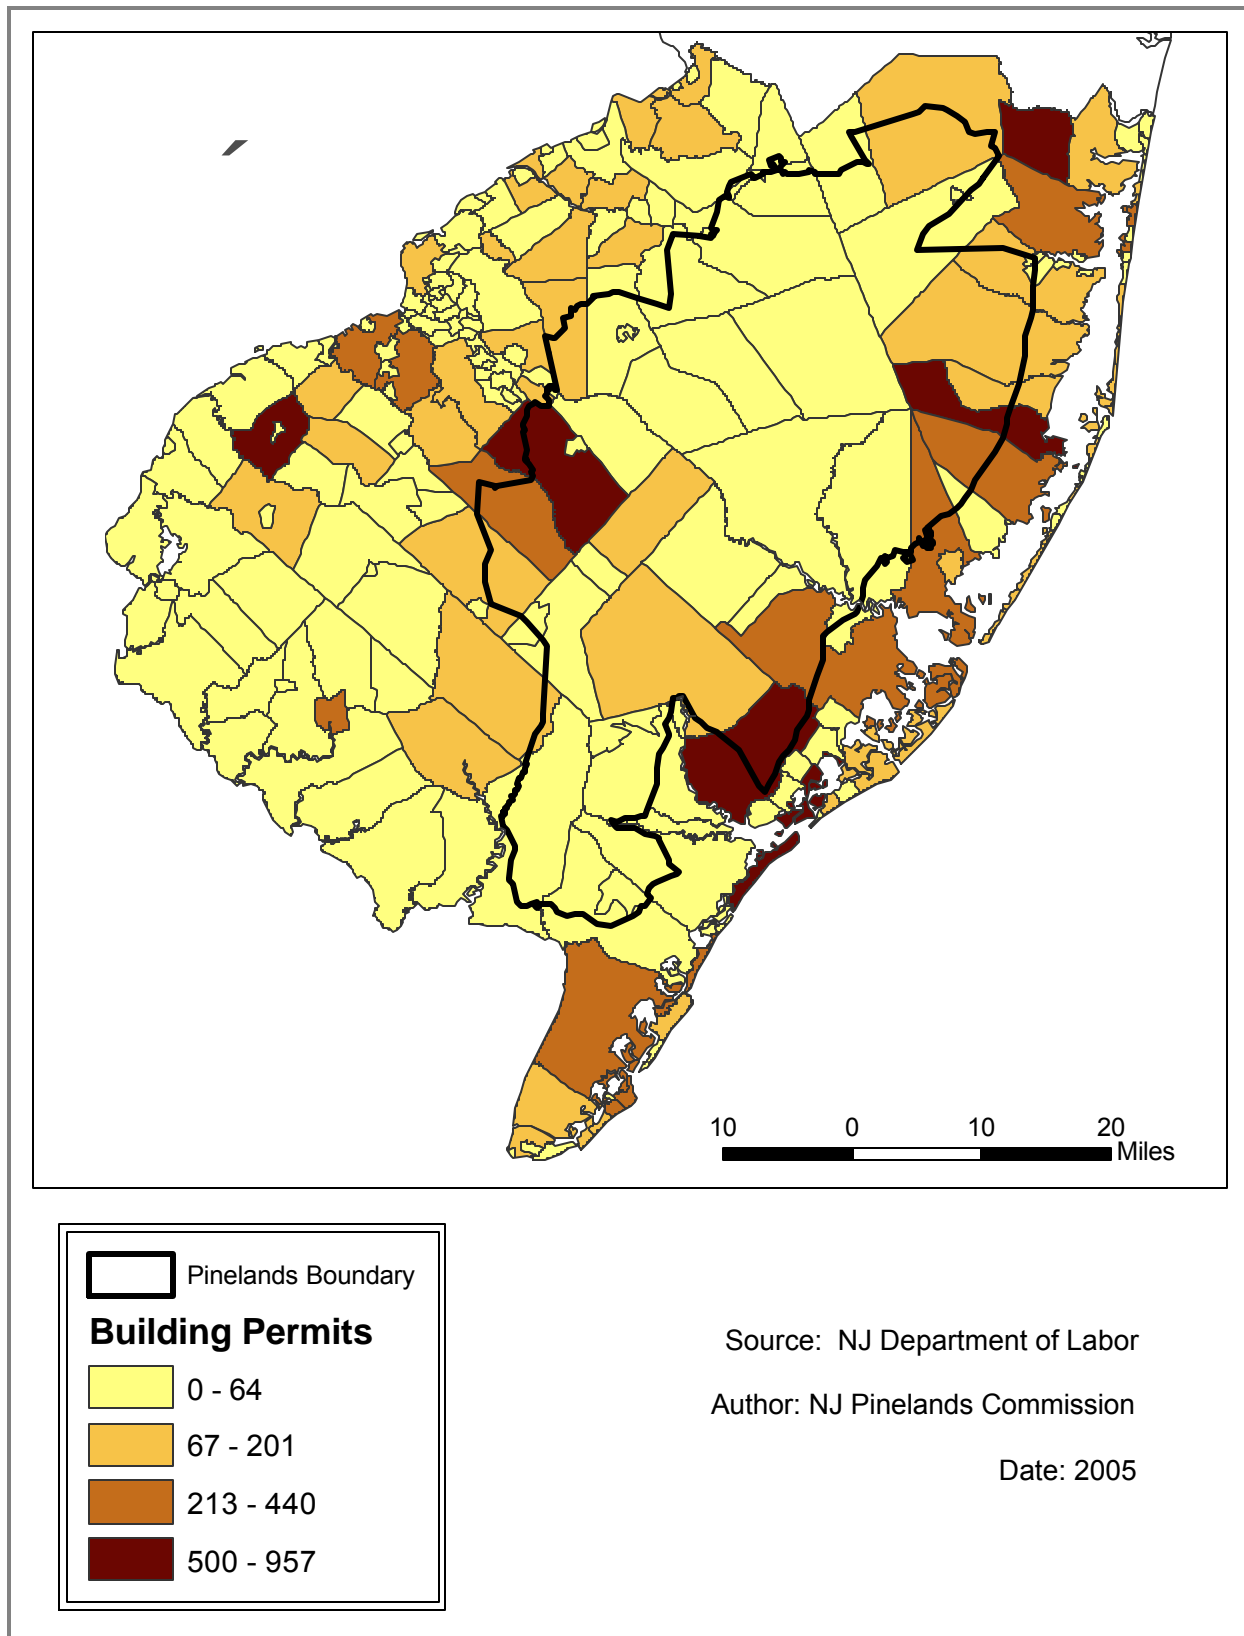 10 0 10 20
Miles
Pinelands Boundary
Building Permits
0 - 64
67 - 201
213 - 440
500 - 957
Source: NJ Department of Labor
Author: NJ Pinelands Commission
Date: 2005